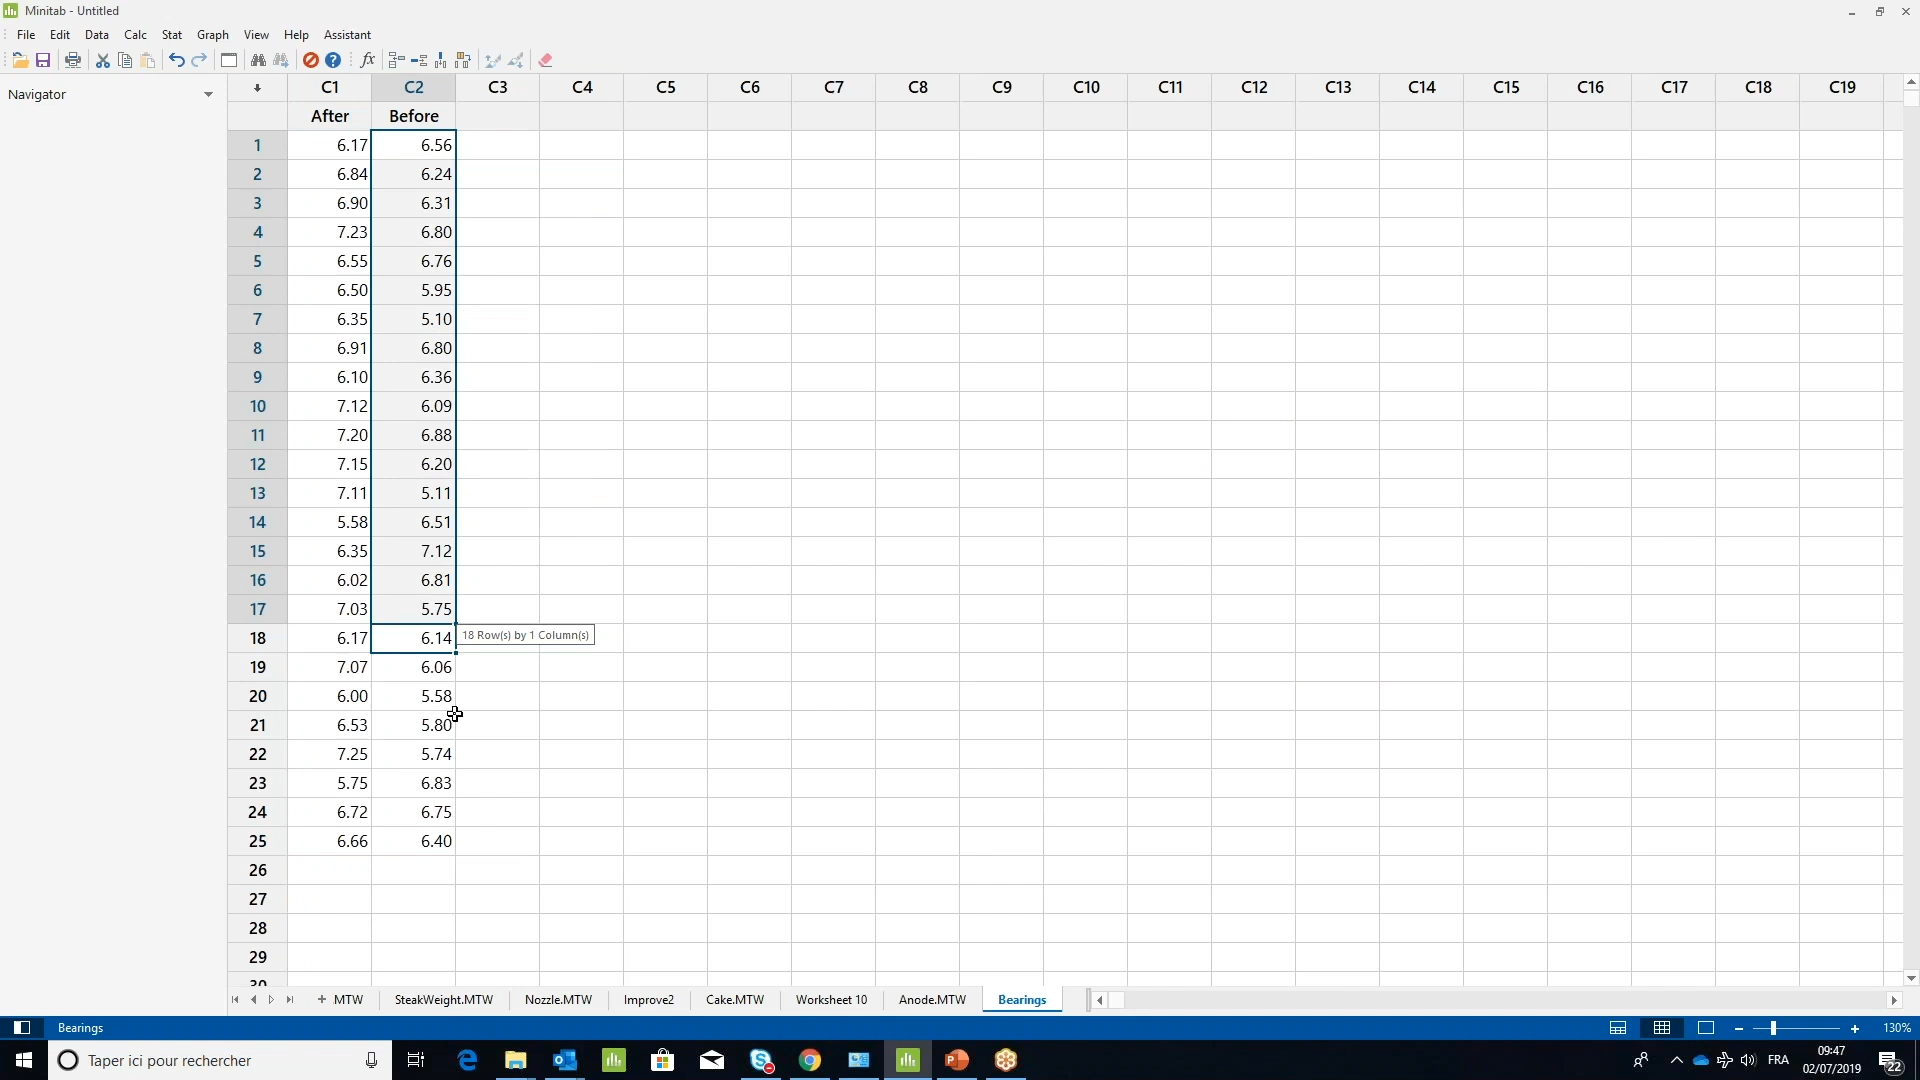 Minitab - Untitled
File Edit Data Calc Stat Graph View Help Assistant
fx
Navigator
C1 C2 C3 C4 C5 C6 C7 C8 C9 C10 C11 C12 C13 C14 C15 C16 C17 C18 C19
After Before
1 6.17 6.56
2 6.84 6.24
3 6.90 6.31
4 7.23 6.80
5 6.55 6.76
6 6.50 5.95
7 6.35 5.10
8 6.91 6.80
9 6.10 6.36
10 7.12 6.09
11 7.20 6.88
12 7.15 6.20
13 7.11 5.11
14 5.58 6.51
15 6.35 7.12
16 6.02 6.81
17 7.03 5.75
18 6.17 6.14 18 Row(s) by 1 Column(s)
19 7.07 6.06
20 6.00 5.58
21 6.53 5.80
22 7.25 5.74
23 5.75 6.83
24 6.72 6.75
25 6.66 6.40
26
27
28
29
30
+ MTW SteakWeight.MTW Nozzle.MTW Improve2 Cake.MTW Worksheet 10 Anode.MTW Bearings
Bearings 130%
Taper ici pour rechercher FRA 09:47
02/07/2019 22